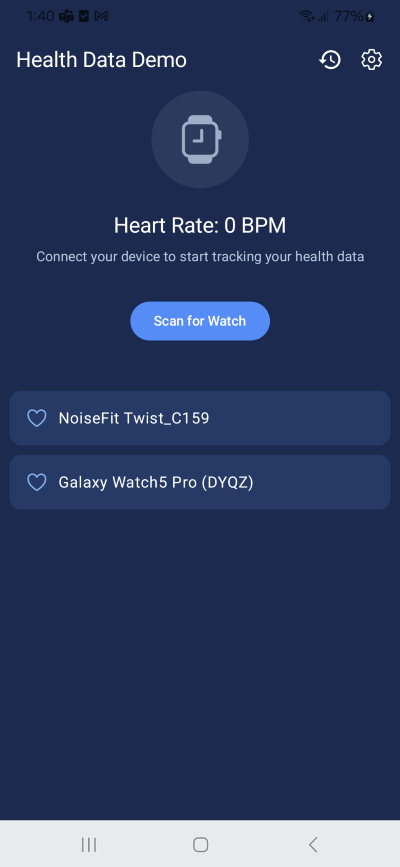 1:40 77%
Health Data Demo
Heart Rate: 0 BPM
Connect your device to start tracking your health data
Scan for Watch
NoiseFit Twist_C159
Galaxy Watch5 Pro (DYQZ)